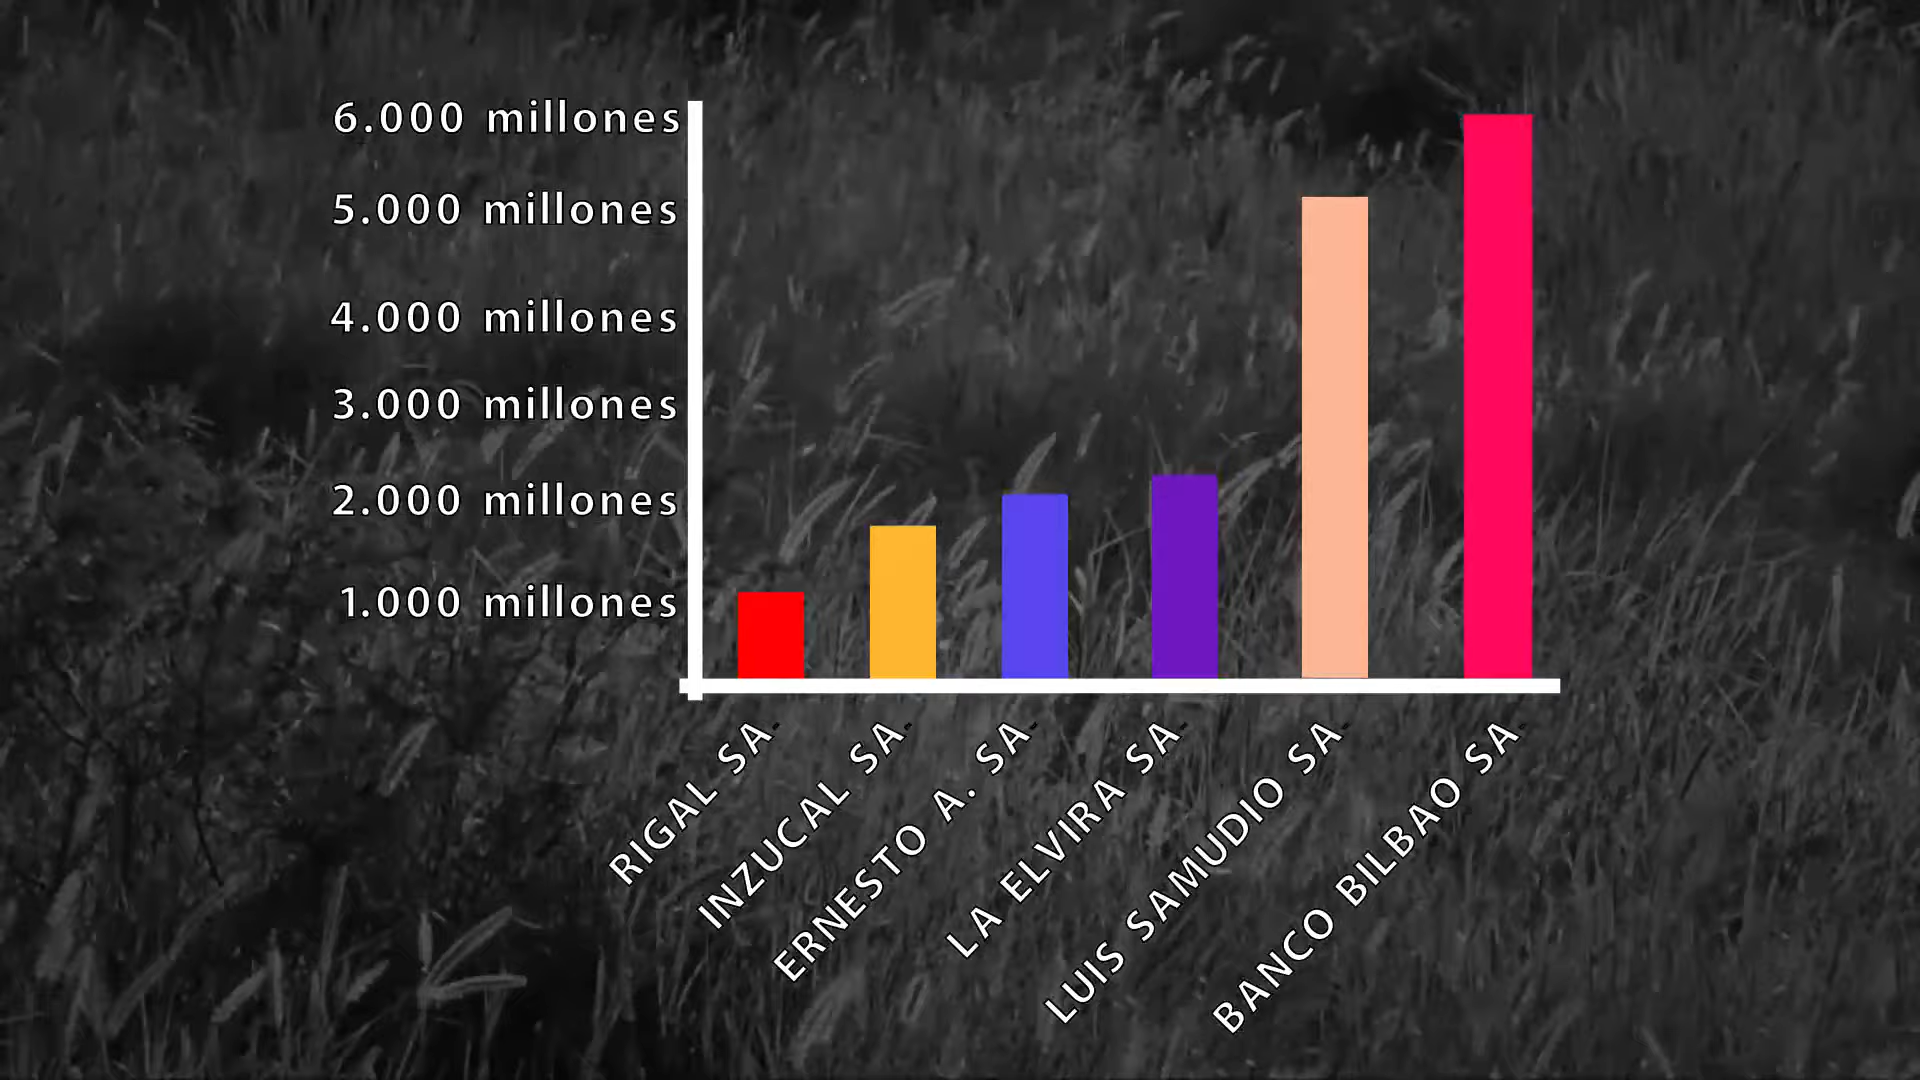 6.000 millones
5.000 millones
4.000 millones
3.000 millones
2.000 millones
1.000 millones
RIGAL SA.
INZUCAL SA.
ERNESTO A. SA.
LA ELVIRA SA.
LUIS SAMUDIO SA.
BANCO BILBAO SA.